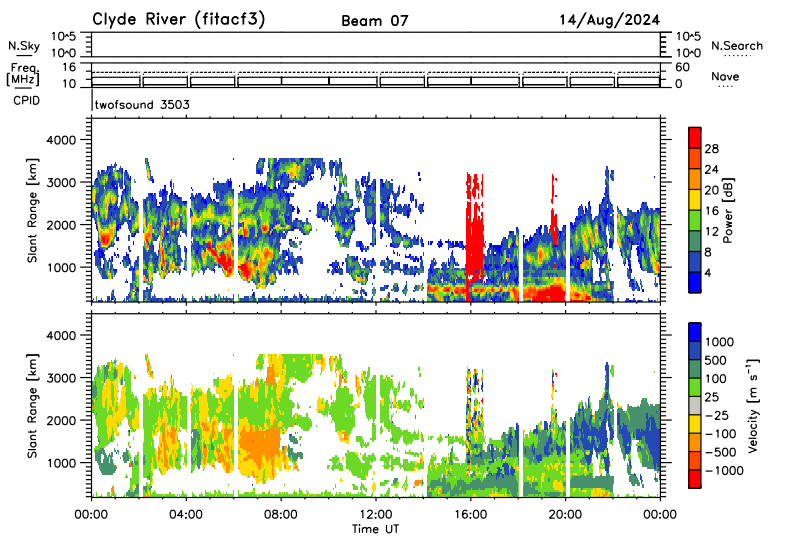 Clyde River (fitacf3) Beam 07 14/Aug/2024
N.Sky 10^5 10^0 10^5 10^0 N.Search
Freq. [MHz] 16 10 60 0 Nave
CPID twofsound 3503
Slant Range [km] 4000 3000 2000 1000
Power [dB] 28 24 20 16 12 8 4
Slant Range [km] 4000 3000 2000 1000
Velocity [m s⁻¹] 1000 500 100 25 −25 −100 −500 −1000
00:00 04:00 08:00 12:00 16:00 20:00 00:00
Time UT